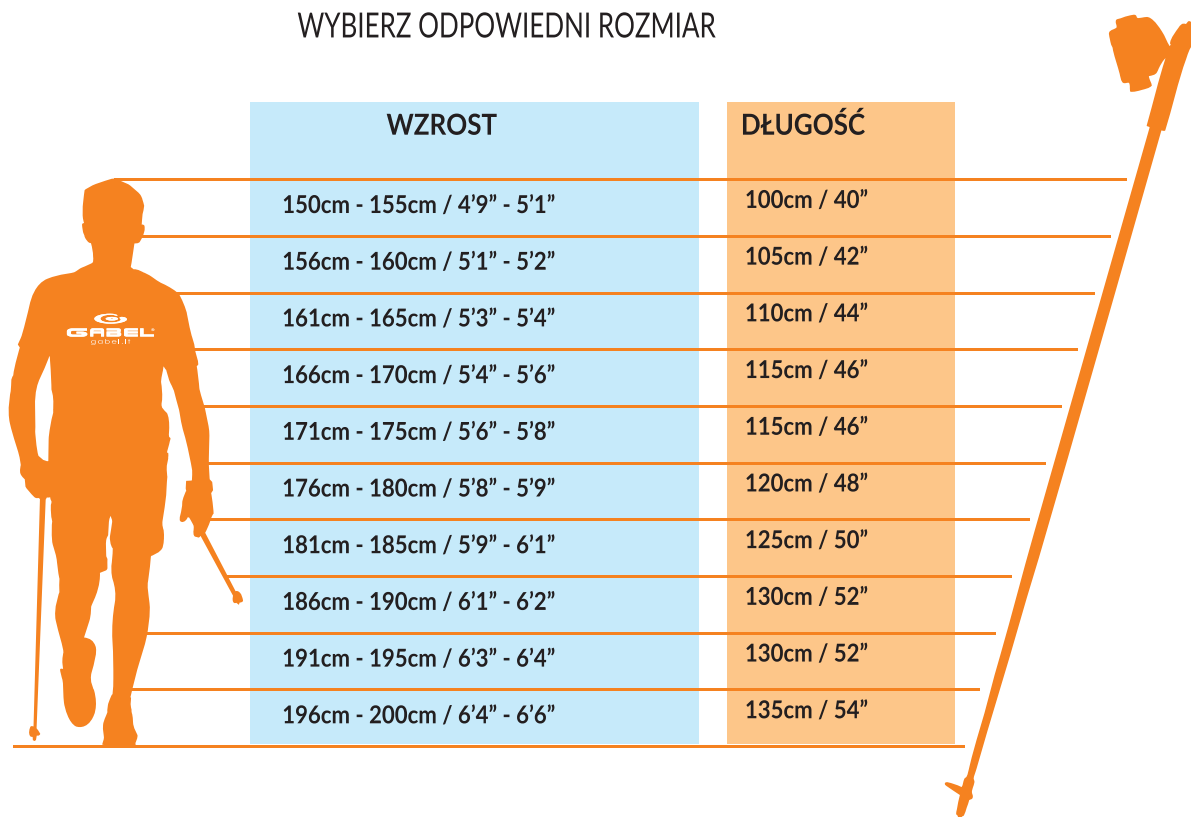 WYBIERZ ODPOWIEDNI ROZMIAR
WZROST DŁUGOŚĆ
150cm - 155cm / 4’9” - 5’1” 100cm / 40”
156cm - 160cm / 5’1” - 5’2” 105cm / 42”
161cm - 165cm / 5’3” - 5’4” 110cm / 44”
GABEL®
gabel.it
166cm - 170cm / 5’4” - 5’6” 115cm / 46”
171cm - 175cm / 5’6” - 5’8” 115cm / 46”
176cm - 180cm / 5’8” - 5’9” 120cm / 48”
181cm - 185cm / 5’9” - 6’1” 125cm / 50”
186cm - 190cm / 6’1” - 6’2” 130cm / 52”
191cm - 195cm / 6’3” - 6’4” 130cm / 52”
196cm - 200cm / 6’4” - 6’6” 135cm / 54”